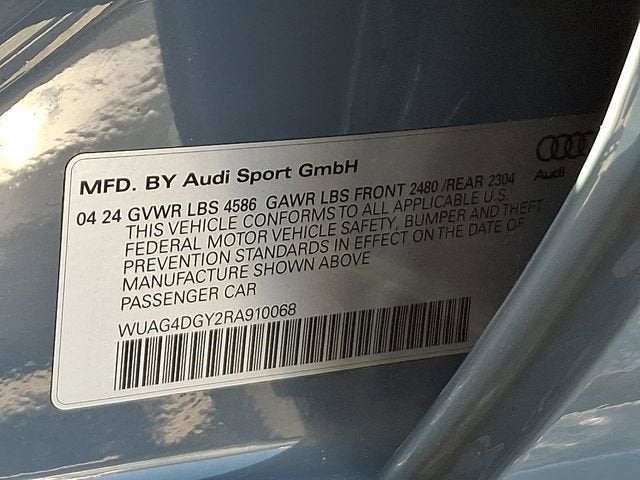 MFD. BY Audi Sport GmbH
Audi
04 24 GVWR LBS 4586 GAWR LBS FRONT 2480 /REAR 2304
THIS VEHICLE CONFORMS TO ALL APPLICABLE U.S.
FEDERAL MOTOR VEHICLE SAFETY, BUMPER AND THEFT
PREVENTION STANDARDS IN EFFECT ON THE DATE OF
MANUFACTURE SHOWN ABOVE
PASSENGER CAR
WUAG4DGY2RA910068